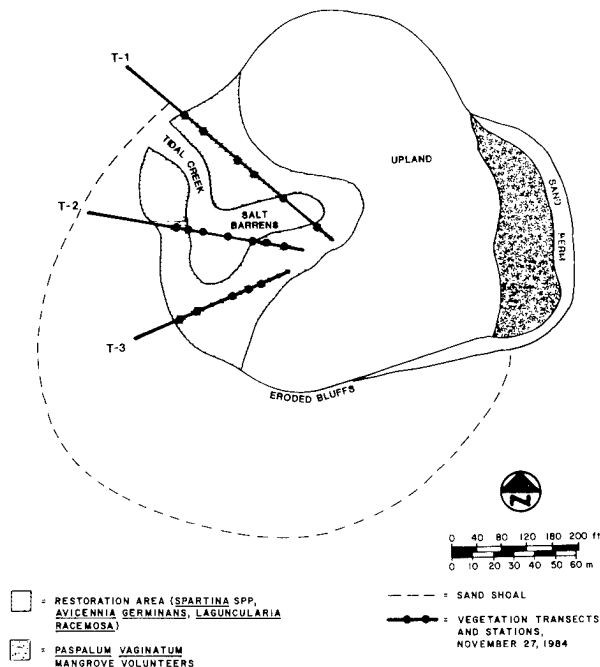 T-1
TIDAL CREEK
UPLAND
SAND BERM
T-2
SALT
BARRENS
T-3
ERODED BLUFFS
N
0 40 80 120 160 200 ft
0 10 20 30 40 50 60 m
= RESTORATION AREA (SPARTINA SPP,
AVICENNIA GERMINANS, LAGUNCULARIA
RACEMOSA)
= PASPALUM VAGINATUM
MANGROVE VOLUNTEERS
= SAND SHOAL
= VEGETATION TRANSECTS
AND STATIONS,
NOVEMBER 27, 1984